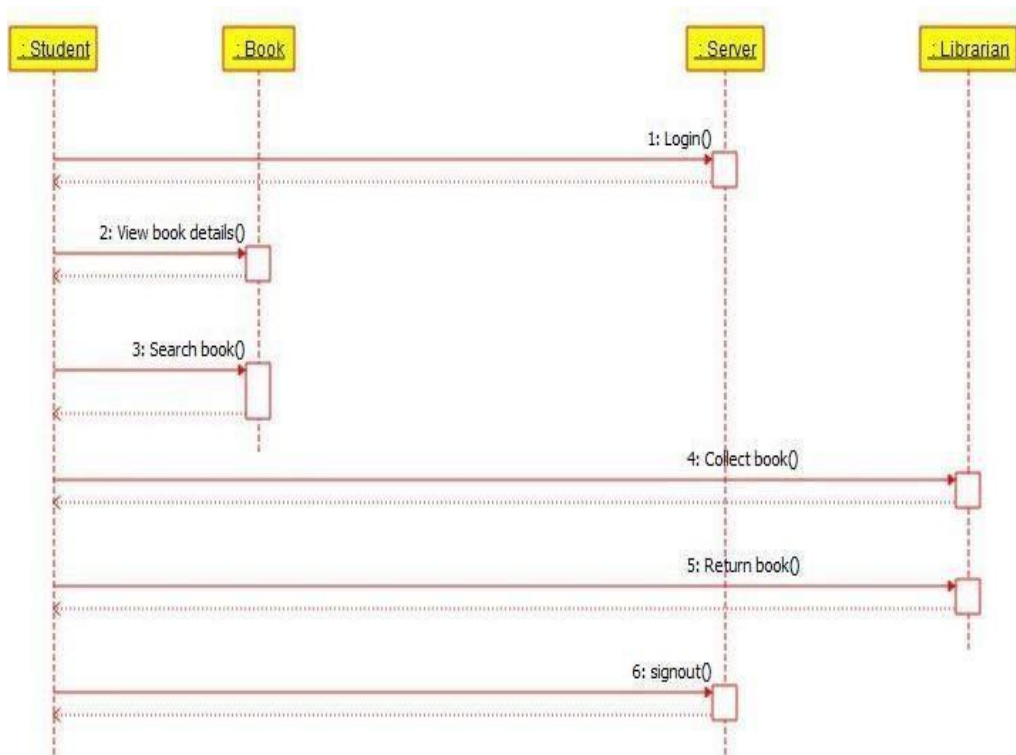 : Student
: Book
: Server
: Librarian
1: Login()
2: View book details()
3: Search book()
4: Collect book()
5: Return book()
6: signout()